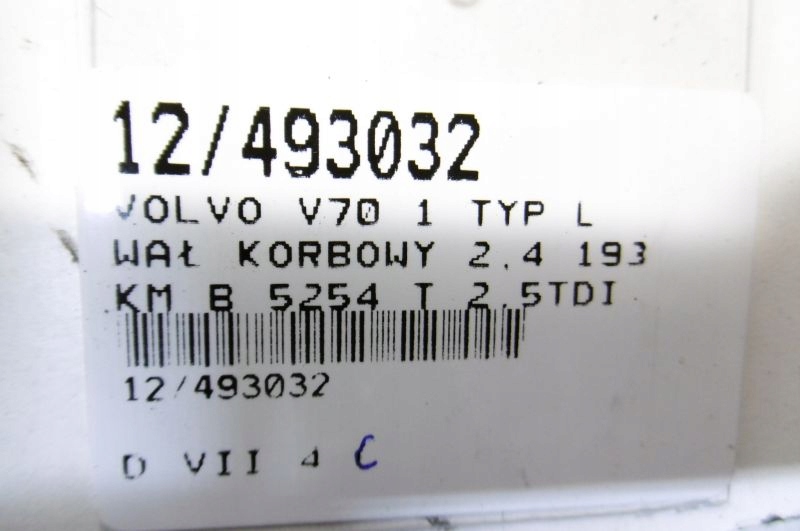 12/493032
VOLVO V70 1 TYP L
WAŁ KORBOWY 2.4 193
KM B 5254 T 2.5TDI
12/493032
D VII 4 C